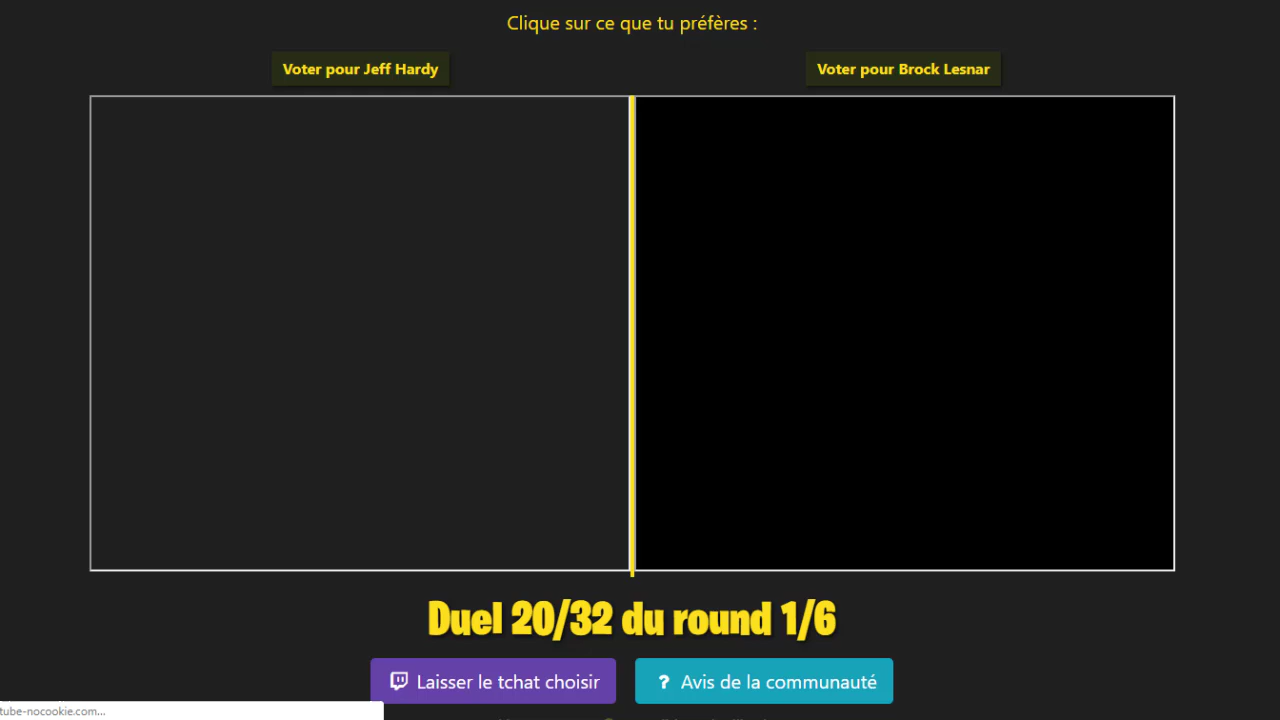 Clique sur ce que tu préfères :
Voter pour Jeff Hardy
Voter pour Brock Lesnar
Duel 20/32 du round 1/6
Laisser le tchat choisir
? Avis de la communauté
tube-nocookie.com...